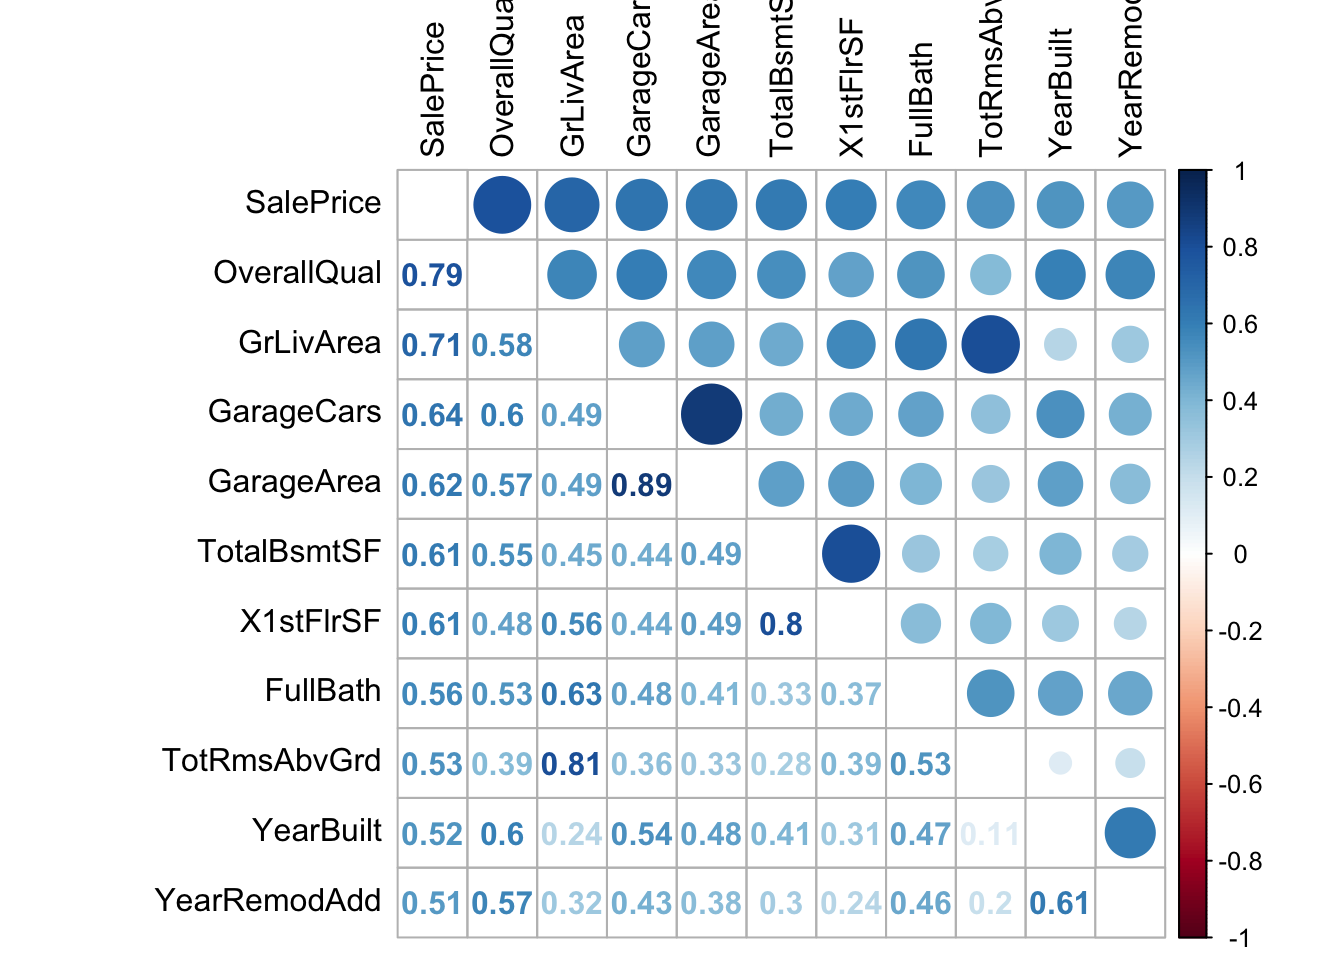 SalePrice
OverallQua
GrLivArea
GarageCar
GarageArea
TotalBsmtS
X1stFlrSF
FullBath
TotRmsAbv
YearBuilt
YearRemod
SalePrice
OverallQual 0.79
GrLivArea 0.71 0.58
GarageCars 0.64 0.6 0.49
GarageArea 0.62 0.57 0.49 0.89
TotalBsmtSF 0.61 0.55 0.45 0.44 0.49
X1stFlrSF 0.61 0.48 0.56 0.44 0.49 0.8
FullBath 0.56 0.53 0.63 0.48 0.41 0.33 0.37
TotRmsAbvGrd 0.53 0.39 0.81 0.36 0.33 0.28 0.39 0.53
YearBuilt 0.52 0.6 0.24 0.54 0.48 0.41 0.31 0.47 0.11
YearRemodAdd 0.51 0.57 0.32 0.43 0.38 0.3 0.24 0.46 0.2 0.61
1
0.8
0.6
0.4
0.2
0
-0.2
-0.4
-0.6
-0.8
-1